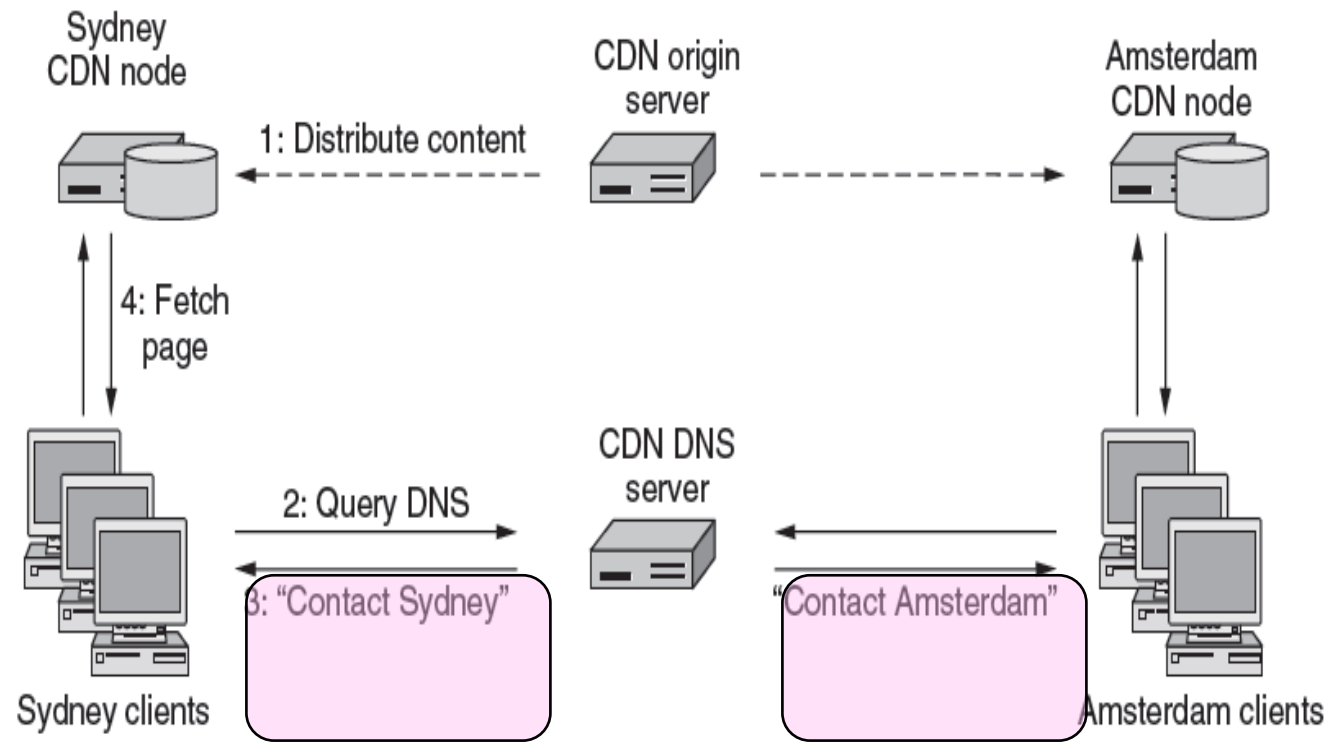 Sydney
CDN node
CDN origin
server
Amsterdam
CDN node
1: Distribute content
4: Fetch
page
CDN DNS
server
2: Query DNS
3: “Contact Sydney”
“Contact Amsterdam”
Sydney clients
Amsterdam clients